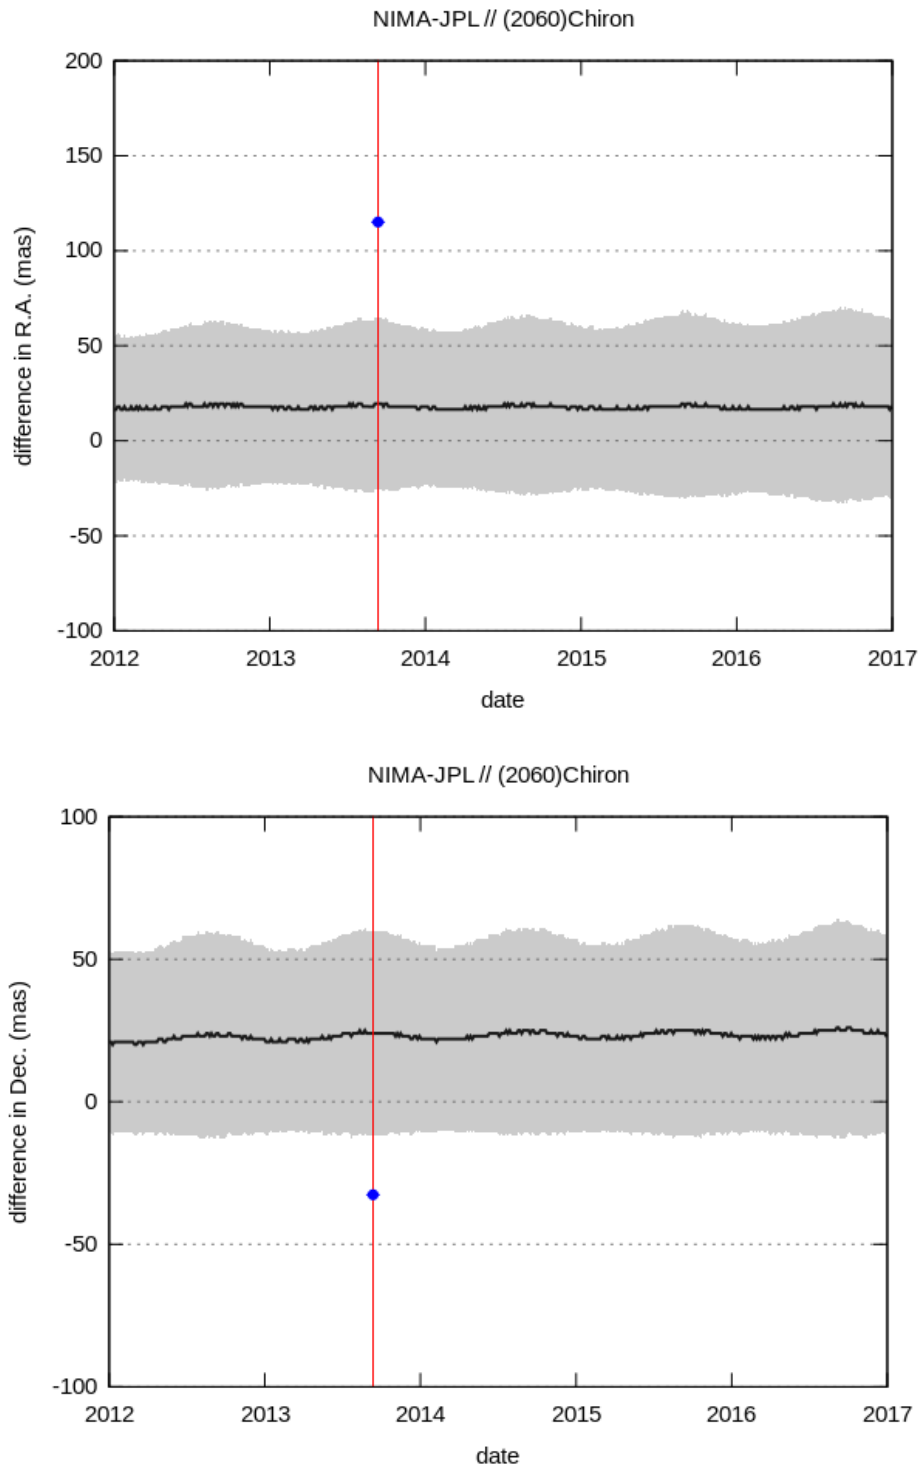 NIMA-JPL // (2060)Chiron
200
150
100
50
0
-50
-100
difference in R.A. (mas)
2012 2013 2014 2015 2016 2017
date
NIMA-JPL // (2060)Chiron
100
50
0
-50
-100
difference in Dec. (mas)
2012 2013 2014 2015 2016 2017
date